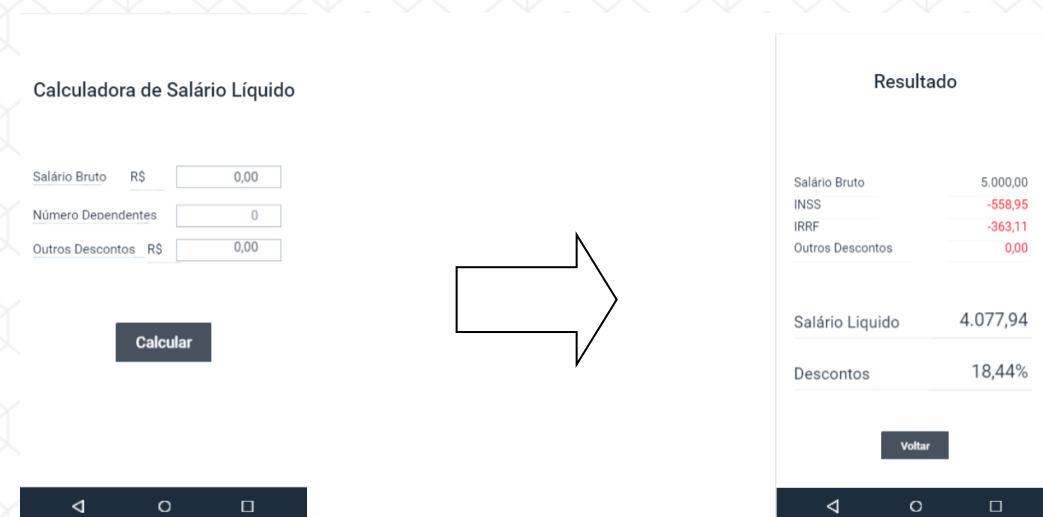 Calculadora de Salário Líquido
Salário Bruto R$ 0,00
Número Dependentes 0
Outros Descontos R$ 0,00
Calcular
Resultado
Salário Bruto 5.000,00
INSS -558,95
IRRF -363,11
Outros Descontos 0,00
Salário Liquido 4.077,94
Descontos 18,44%
Voltar